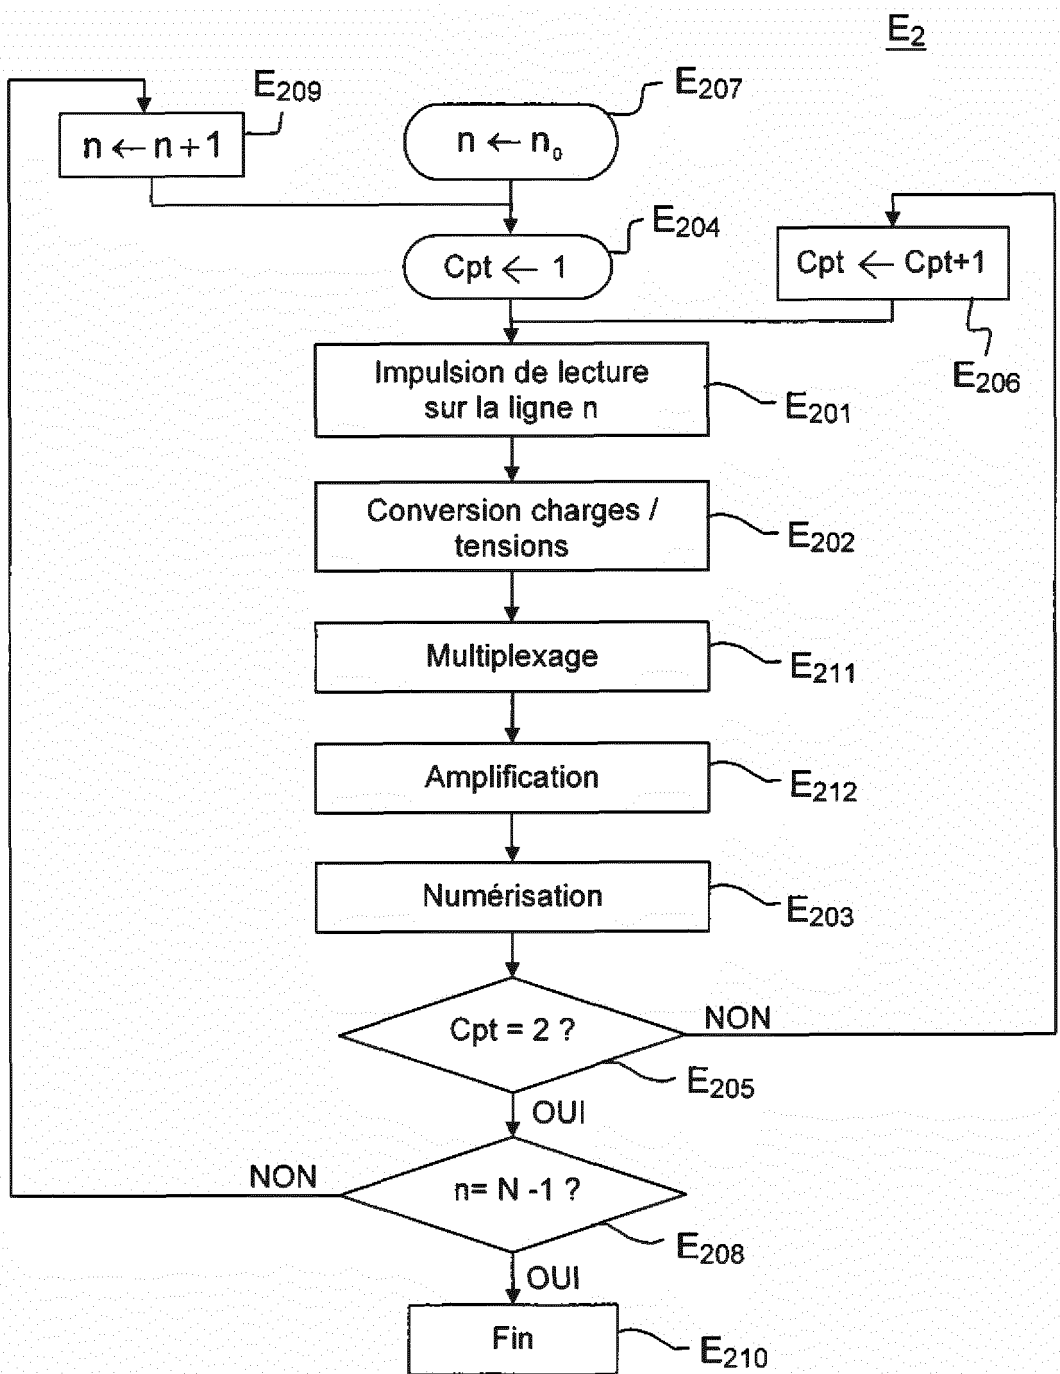 E2
E209
E207
n ← n + 1
n ← n0
E204
Cpt ← 1
Cpt ← Cpt+1
E206
Impulsion de lecture
sur la ligne n
E201
Conversion charges /
tensions
E202
Multiplexage
E211
Amplification
E212
Numérisation
E203
Cpt = 2 ?
NON
E205
OUI
NON
n= N -1 ?
E208
OUI
Fin
E210